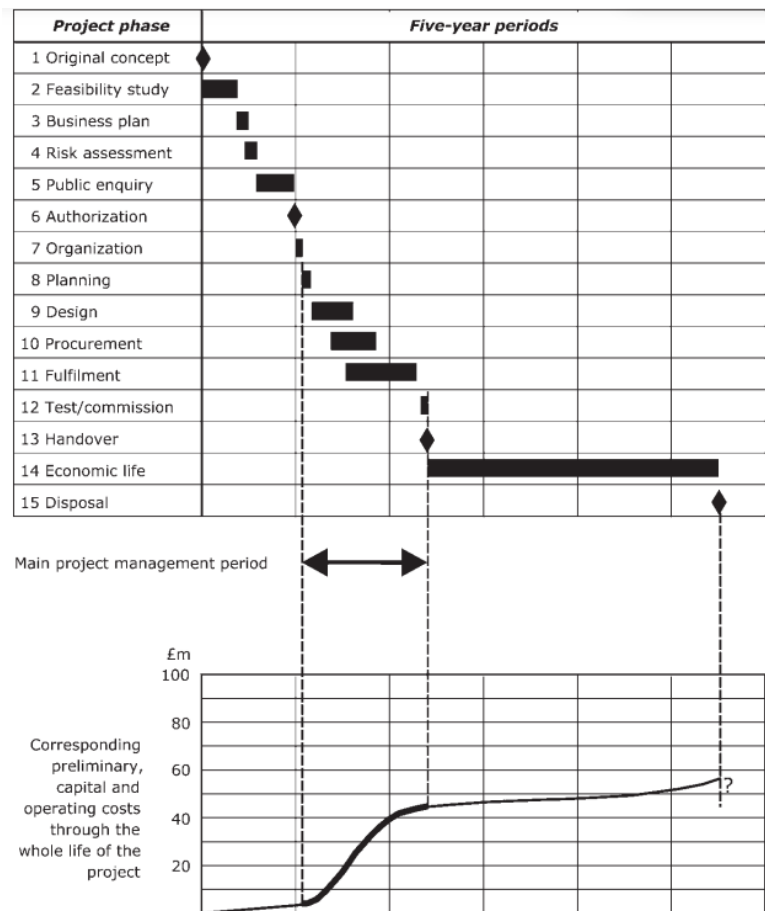 Project phase Five-year periods
1 Original concept
2 Feasibility study
3 Business plan
4 Risk assessment
5 Public enquiry
6 Authorization
7 Organization
8 Planning
9 Design
10 Procurement
11 Fulfilment
12 Test/commission
13 Handover
14 Economic life
15 Disposal
Main project management period
£m
100
80
60
40
20
Corresponding
preliminary,
capital and
operating costs
through the
whole life of the
project
?